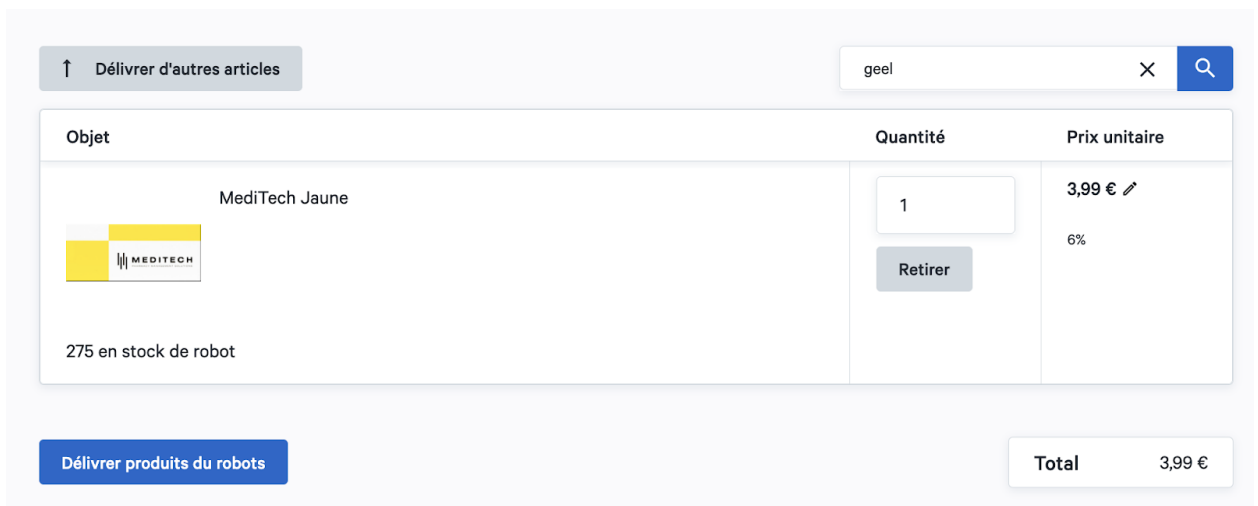 ↑ Délivrer d'autres articles
geel
Objet Quantité Prix unitaire
MediTech Jaune
1
3,99 €
MEDITECH
6%
Retirer
275 en stock de robot
Délivrer produits du robots
Total 3,99 €